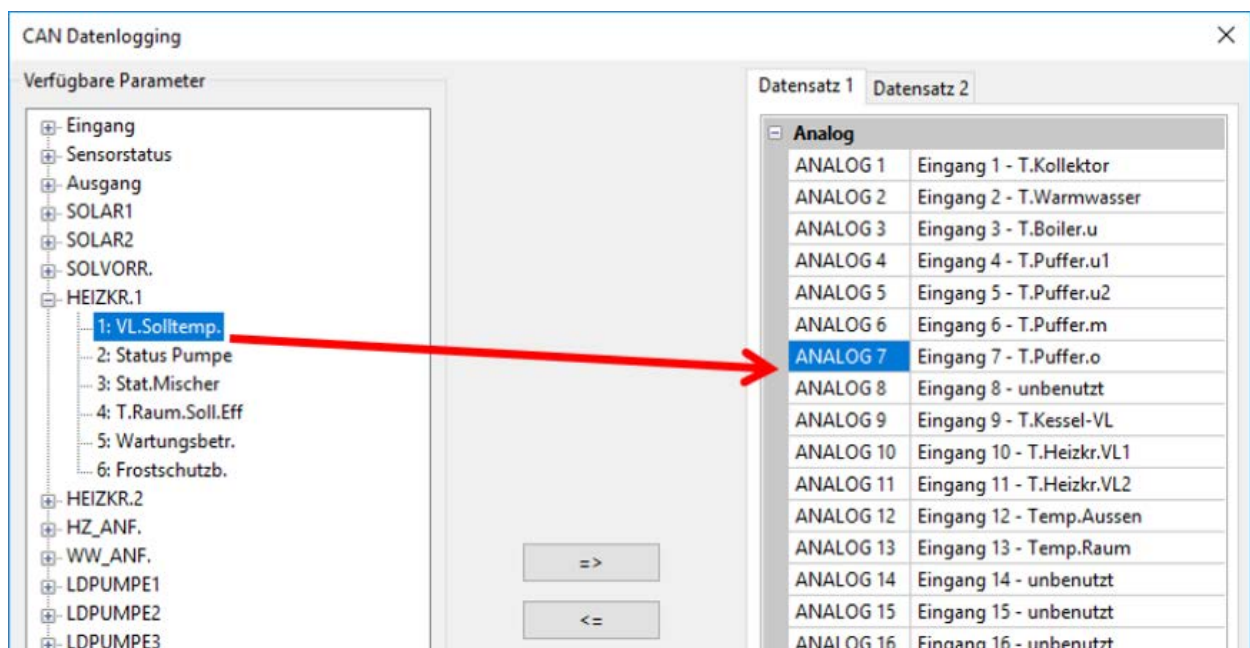 CAN Datenlogging
Verfügbare Parameter
Eingang
Sensorstatus
Ausgang
SOLAR1
SOLAR2
SOLVORR.
HEIZKR.1
1: VL.Solltemp.
2: Status Pumpe
3: Stat.Mischer
4: T.Raum.Soll.Eff
5: Wartungsbetr.
6: Frostschutzb.
HEIZKR.2
HZ_ANF.
WW_ANF.
LDPUMPE1
LDPUMPE2
LDPUMPE3
=>
<=
Datensatz 1 Datensatz 2
Analog
ANALOG 1 Eingang 1 - T.Kollektor
ANALOG 2 Eingang 2 - T.Warmwasser
ANALOG 3 Eingang 3 - T.Boiler.u
ANALOG 4 Eingang 4 - T.Puffer.u1
ANALOG 5 Eingang 5 - T.Puffer.u2
ANALOG 6 Eingang 6 - T.Puffer.m
ANALOG 7 Eingang 7 - T.Puffer.o
ANALOG 8 Eingang 8 - unbenutzt
ANALOG 9 Eingang 9 - T.Kessel-VL
ANALOG 10 Eingang 10 - T.Heizkr.VL1
ANALOG 11 Eingang 11 - T.Heizkr.VL2
ANALOG 12 Eingang 12 - Temp.Aussen
ANALOG 13 Eingang 13 - Temp.Raum
ANALOG 14 Eingang 14 - unbenutzt
ANALOG 15 Eingang 15 - unbenutzt
ANALOG 16 Eingang 16 - unbenutzt